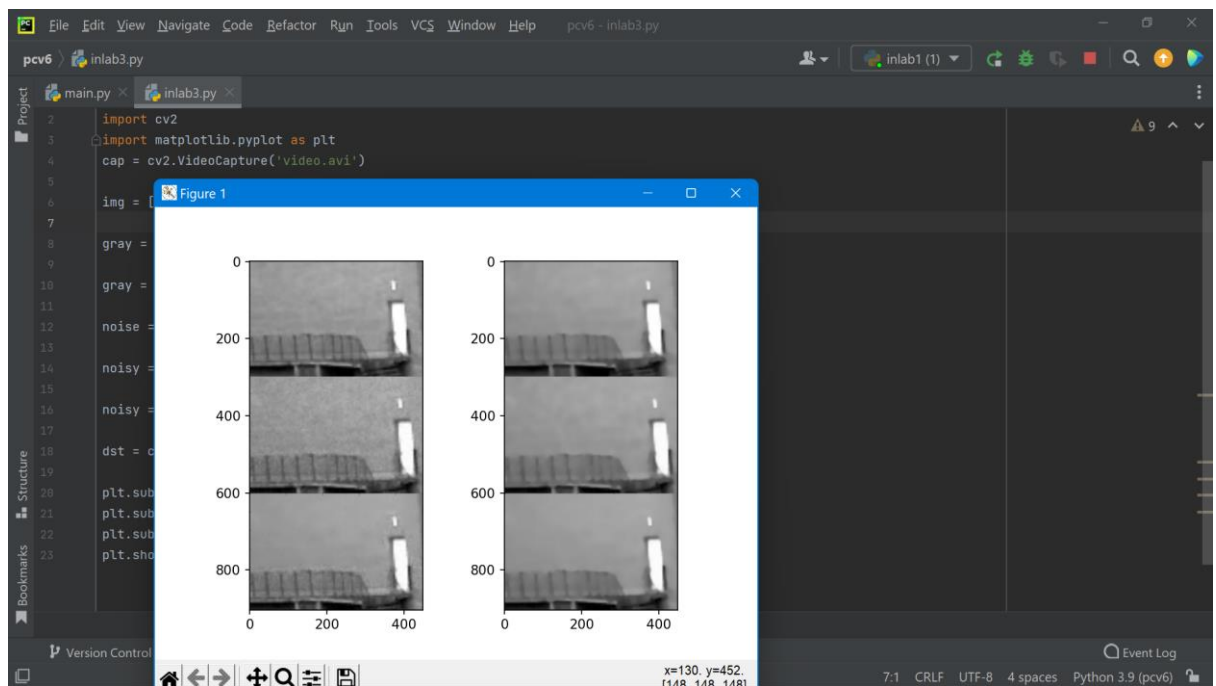 File Edit View Navigate Code Refactor Run Tools VCS Window Help pcv6 - inlab3.py
pcv6 inlab3.py inlab1 (1)
main.py inlab3.py
Project
2 import cv2
9
3 import matplotlib.pyplot as plt
4 cap = cv2.VideoCapture('video.avi')
5
Figure 1
6 img = [
7
8 gray =
9
10 gray =
11
12 noise =
13
14 noisy =
15
16 noisy =
17
18 dst = c
19
20 plt.sub
21 plt.sub
22 plt.sub
23 plt.sho
0 0
200 200
400 400
600 600
800 800
0 200 400 0 200 400
Structure
Bookmarks
Version Control
x=130. y=452.
[148, 148, 148]
Event Log
7:1 CRLF UTF-8 4 spaces Python 3.9 (pcv6)